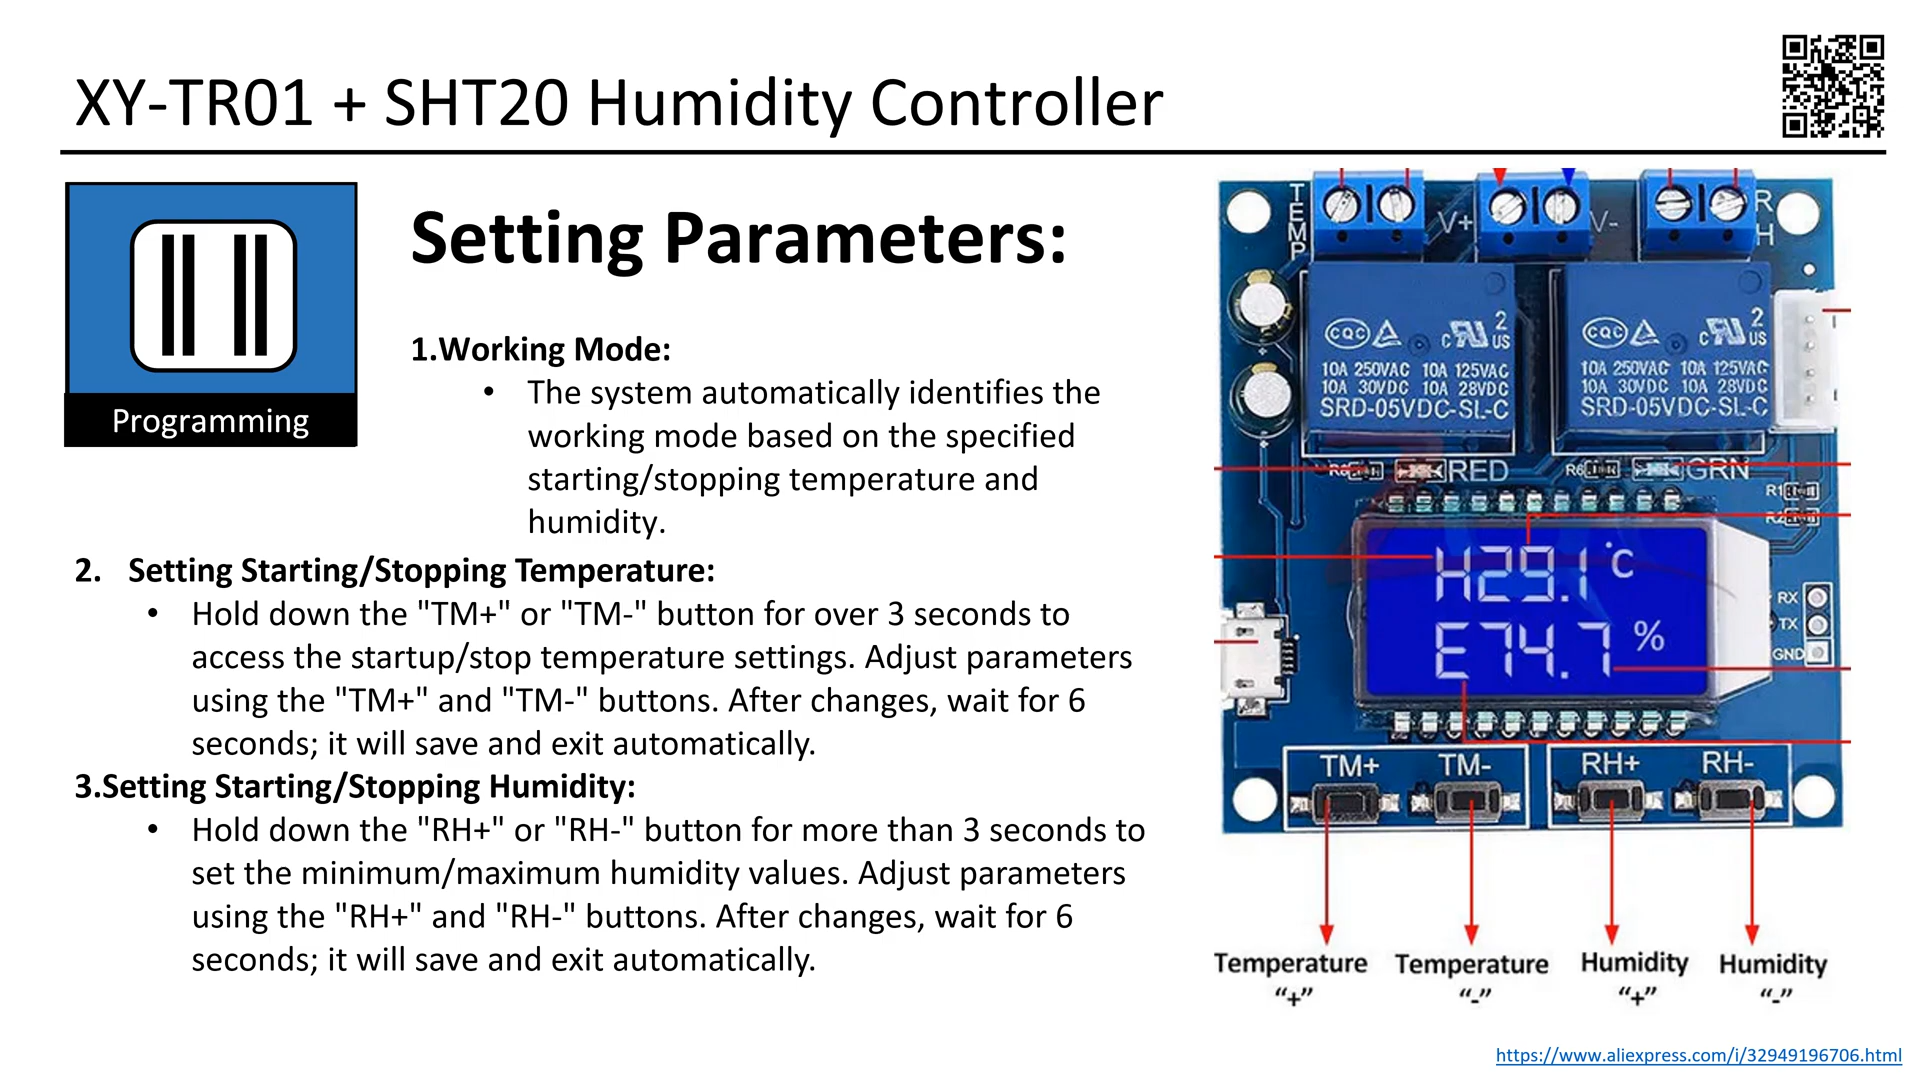 XY-TR01 + SHT20 Humidity Controller
Programming
Setting Parameters:
1.Working Mode:
• The system automatically identifies the
working mode based on the specified
starting/stopping temperature and
humidity.
2. Setting Starting/Stopping Temperature:
• Hold down the "TM+" or "TM-" button for over 3 seconds to
access the startup/stop temperature settings. Adjust parameters
using the "TM+" and "TM-" buttons. After changes, wait for 6
seconds; it will save and exit automatically.
3.Setting Starting/Stopping Humidity:
• Hold down the "RH+" or "RH-" button for more than 3 seconds to
set the minimum/maximum humidity values. Adjust parameters
using the "RH+" and "RH-" buttons. After changes, wait for 6
seconds; it will save and exit automatically.
TEMP
V+
V-
RH
CQC
C US 2
10A 250VAC 10A 125VAC
10A 30VDC 10A 28VDC
SRD-05VDC-SL-C
CQC
C US 2
10A 250VAC 10A 125VAC
10A 30VDC 10A 28VDC
SRD-05VDC-SL-C
RED
R6
GRN
R1
R2
H29.1 °C
E74.7 %
RX
TX
GND
TM+
TM-
RH+
RH-
Temperature
“+”
Temperature
“-”
Humidity
“+”
Humidity
“-”
https://www.aliexpress.com/i/32949196706.html